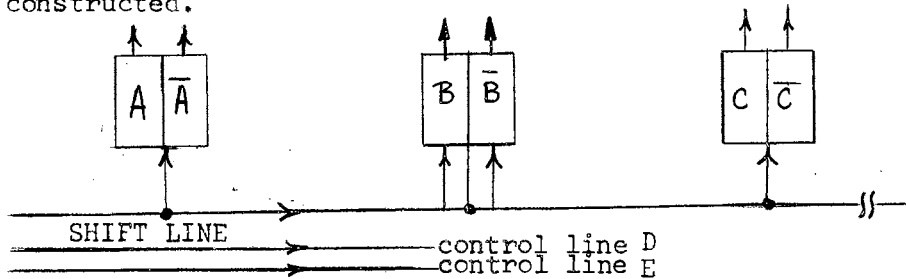 constructed.
A Ā B B̄ C C̄
SHIFT LINE
control line D
control line E